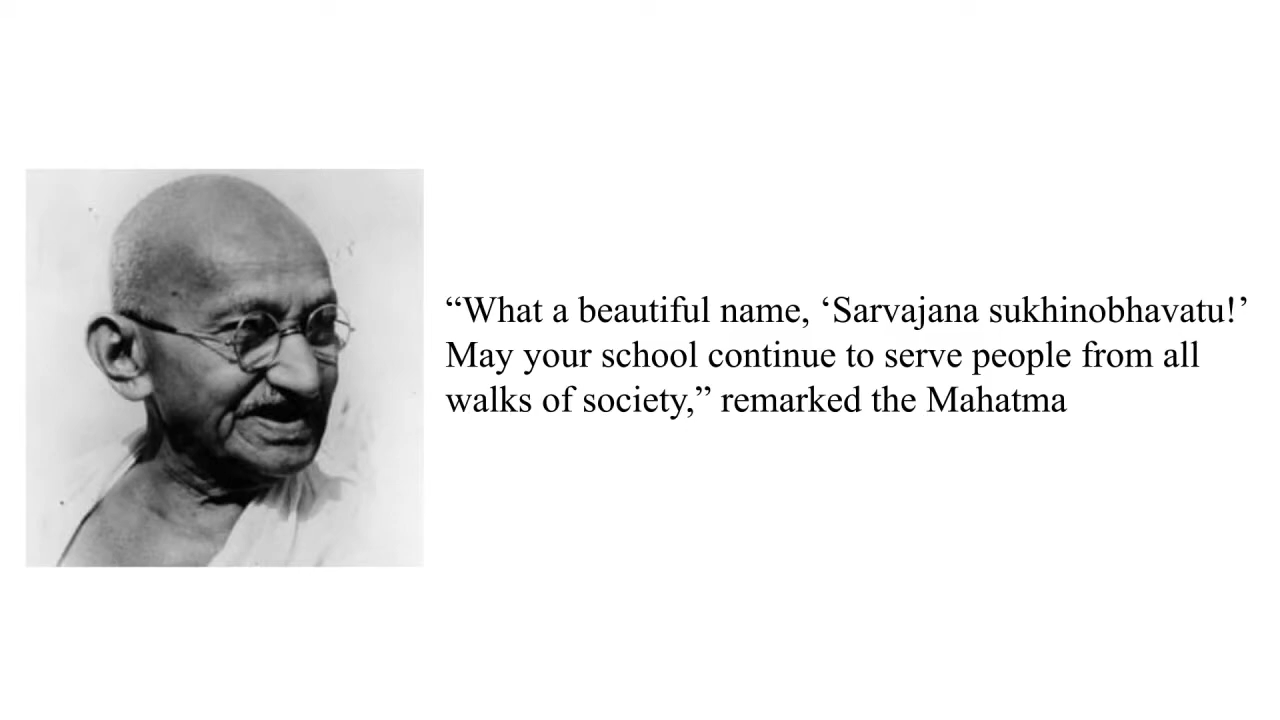 “What a beautiful name, ‘Sarvajana sukhinobhavatu!’
May your school continue to serve people from all
walks of society,” remarked the Mahatma